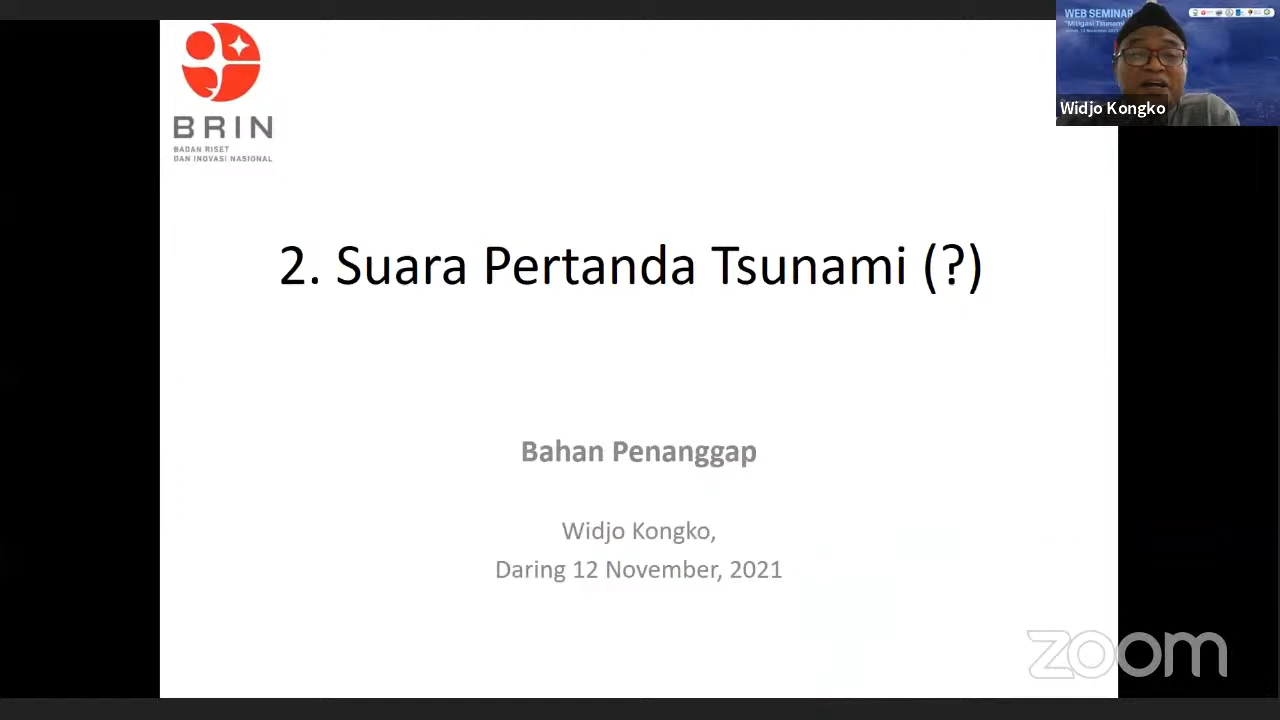 BRIN
BADAN RISET
DAN INOVASI NASIONAL
WEB SEMINAR
"Mitigasi Tsunami
Widjo Kongko
2. Suara Pertanda Tsunami (?)
Bahan Penanggap
Widjo Kongko,
Daring 12 November, 2021
zoom